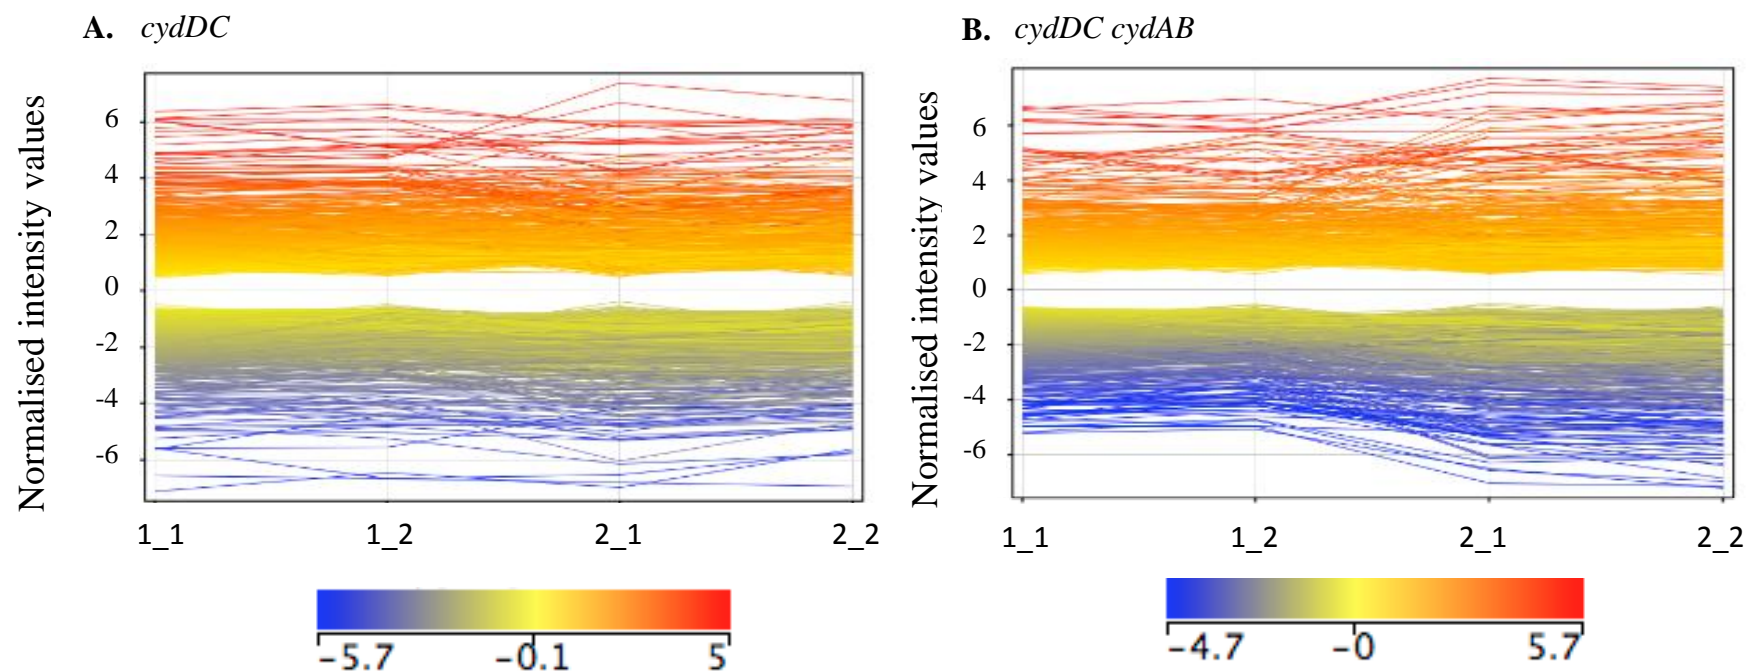 A. cydDC
Normalised intensity values
6
4
2
0
-2
-4
-6
1_1 1_2 2_1 2_2
−5.7 −0.1 5
B. cydDC cydAB
Normalised intensity values
6
4
2
0
-2
-4
-6
1_1 1_2 2_1 2_2
−4.7 −0 5.7